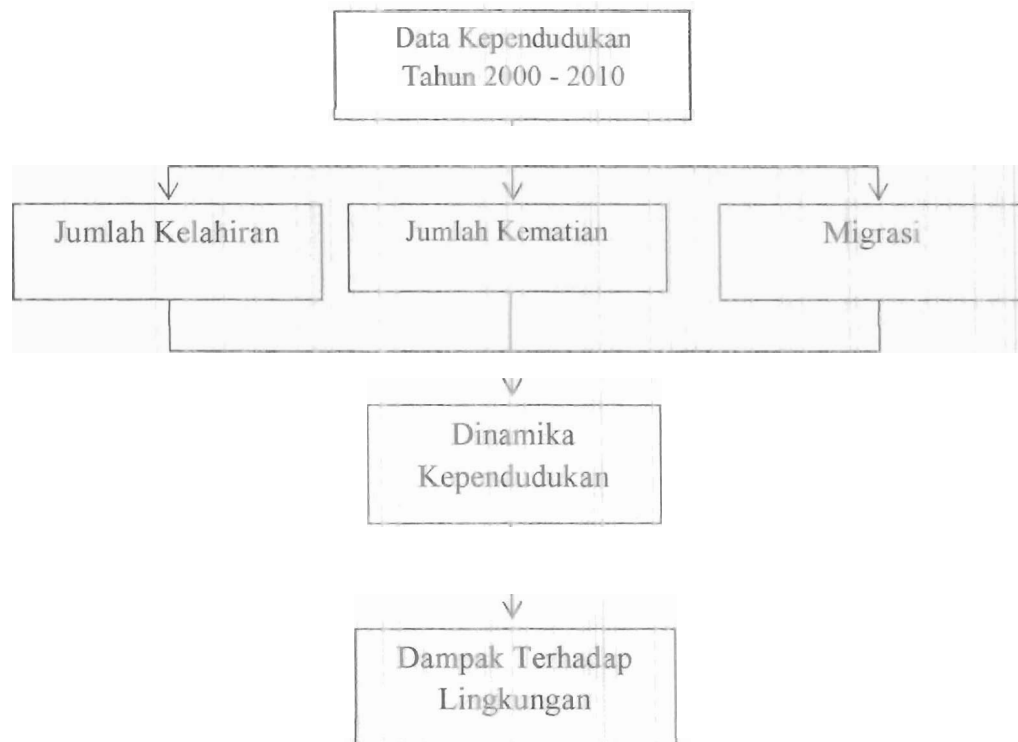 Data Kependudukan
Tahun 2000 - 2010
Jumlah Kelahiran
Jumlah Kematian
Migrasi
Dinamika
Kependudukan
Dampak Terhadap
Lingkungan